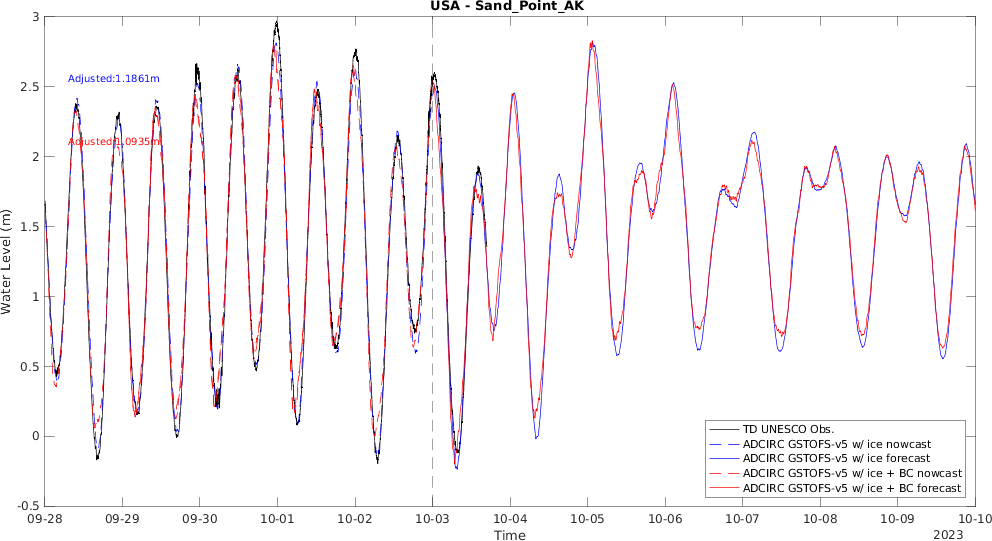 USA - Sand_Point_AK
3
2.5
2
1.5
1
0.5
0
-0.5
Water Level (m)
Adjusted:1.1861m
Adjusted:1.0935m
TD UNESCO Obs.
ADCIRC GSTOFS-v5 w/ ice nowcast
ADCIRC GSTOFS-v5 w/ ice forecast
ADCIRC GSTOFS-v5 w/ ice + BC nowcast
ADCIRC GSTOFS-v5 w/ ice + BC forecast
09-28 09-29 09-30 10-01 10-02 10-03 10-04 10-05 10-06 10-07 10-08 10-09 10-10
Time
2023